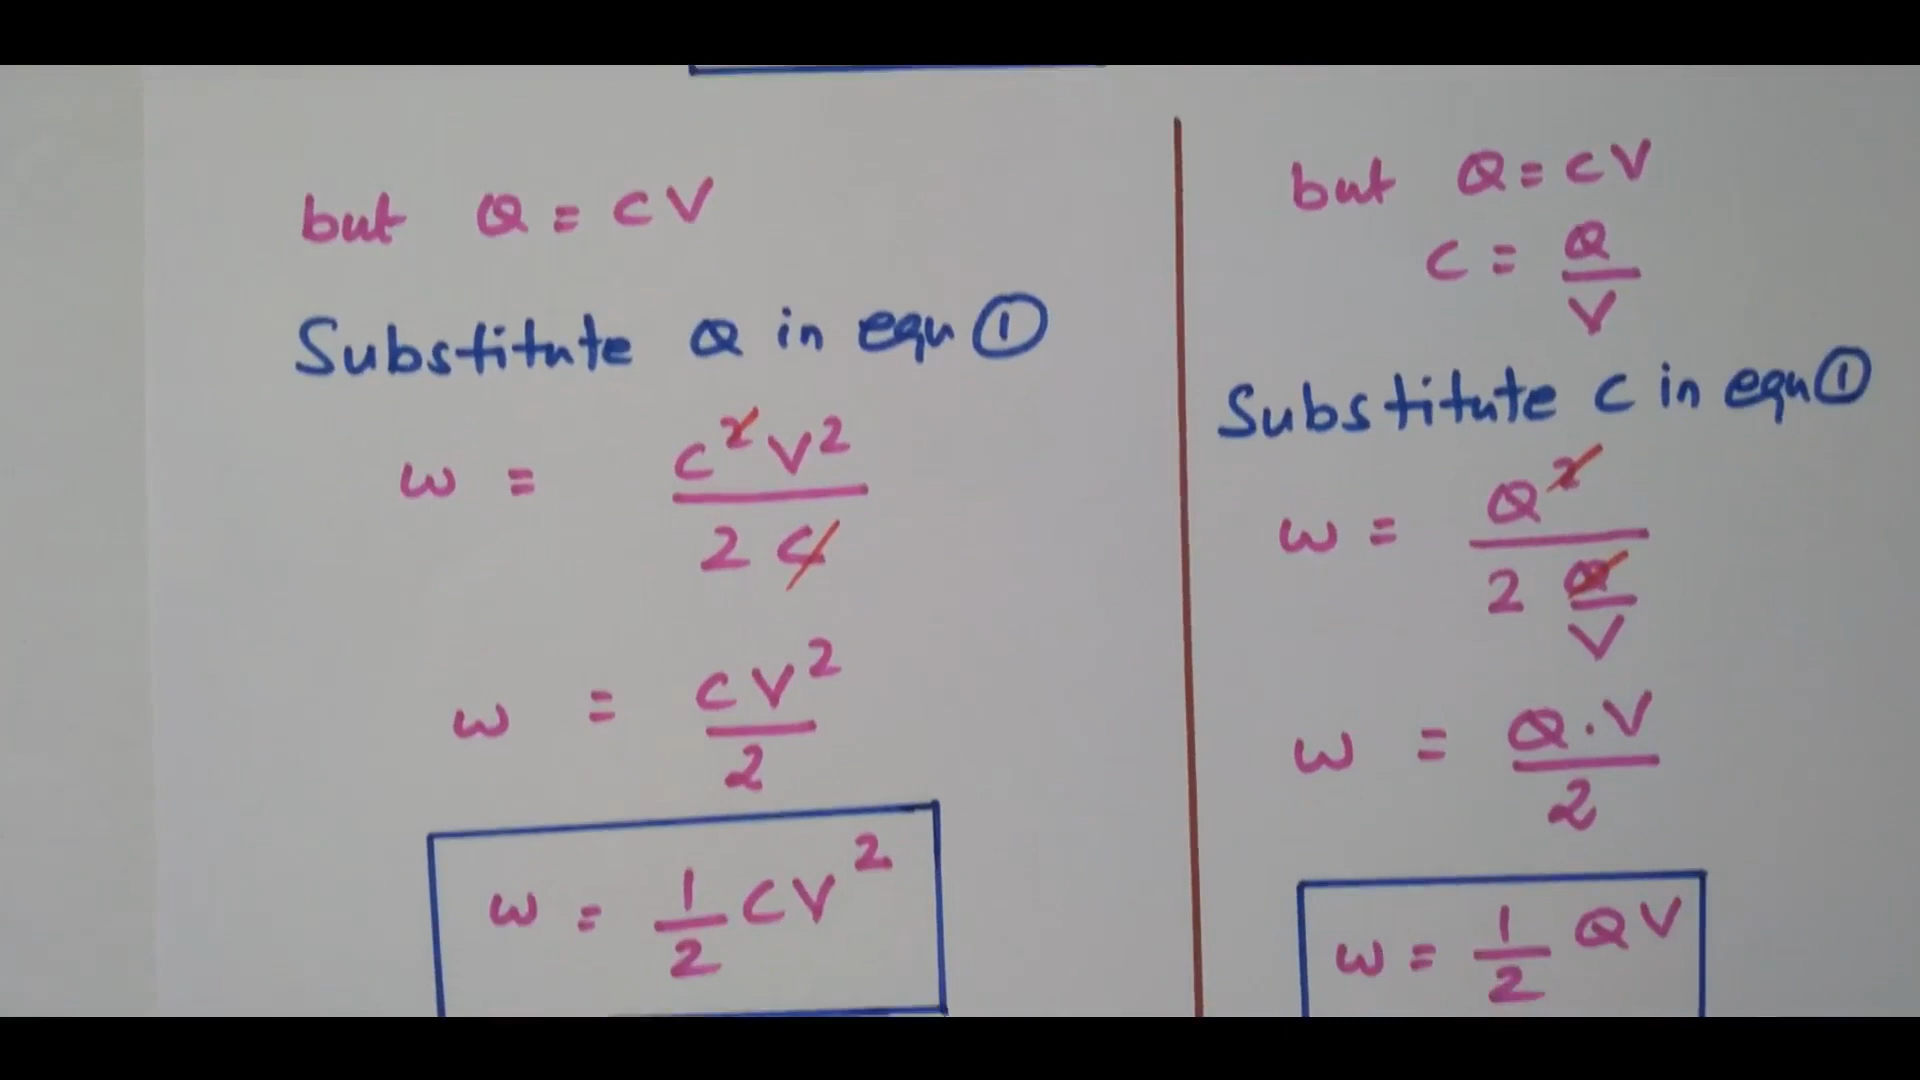 but Q = CV
Substitute Q in equ ①
W = C²V² / 2C
W = CV² / 2
W = 1/2 CV²
but Q = CV
C = Q / V
Substitute C in equ ①
W = Q² / 2 Q/V
W = Q.V / 2
W = 1/2 QV